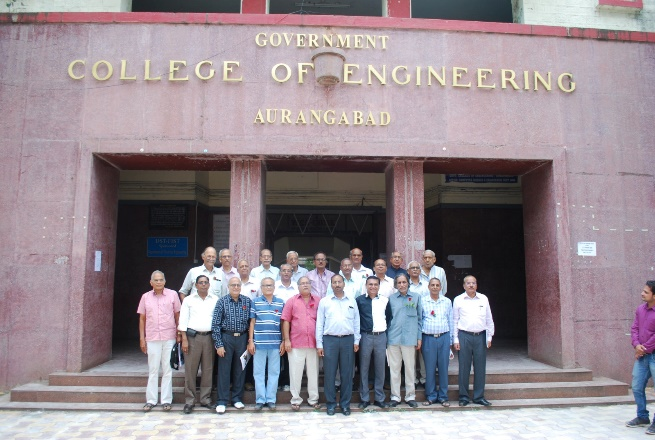 GOVERNMENT
COLLEGE OF ENGINEERING
AURANGABAD